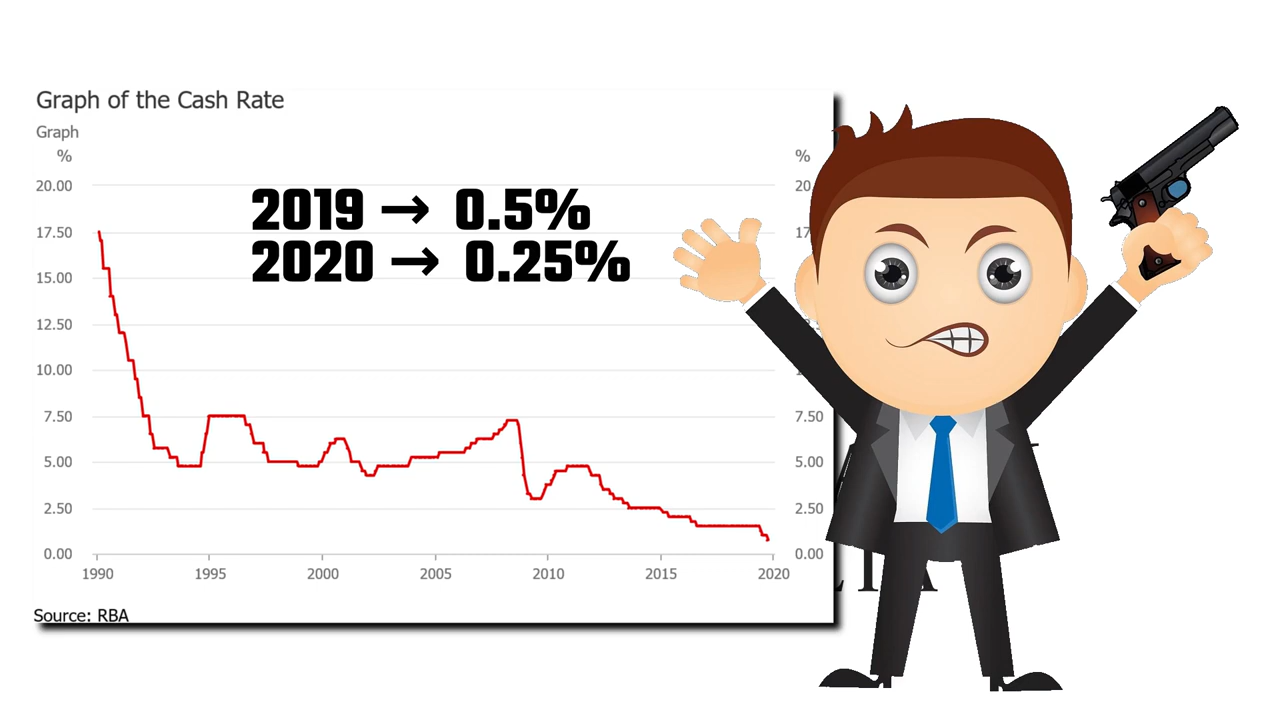 Graph of the Cash Rate
Graph
% %
20.00 20
2019 → 0.5%
17.50 17
2020 → 0.25%
15.00
12.50
10.00
7.50 7.50
5.00 5.00
2.50 2.50
0.00 0.00
1990 1995 2000 2005 2010 2015 2020
Source: RBA